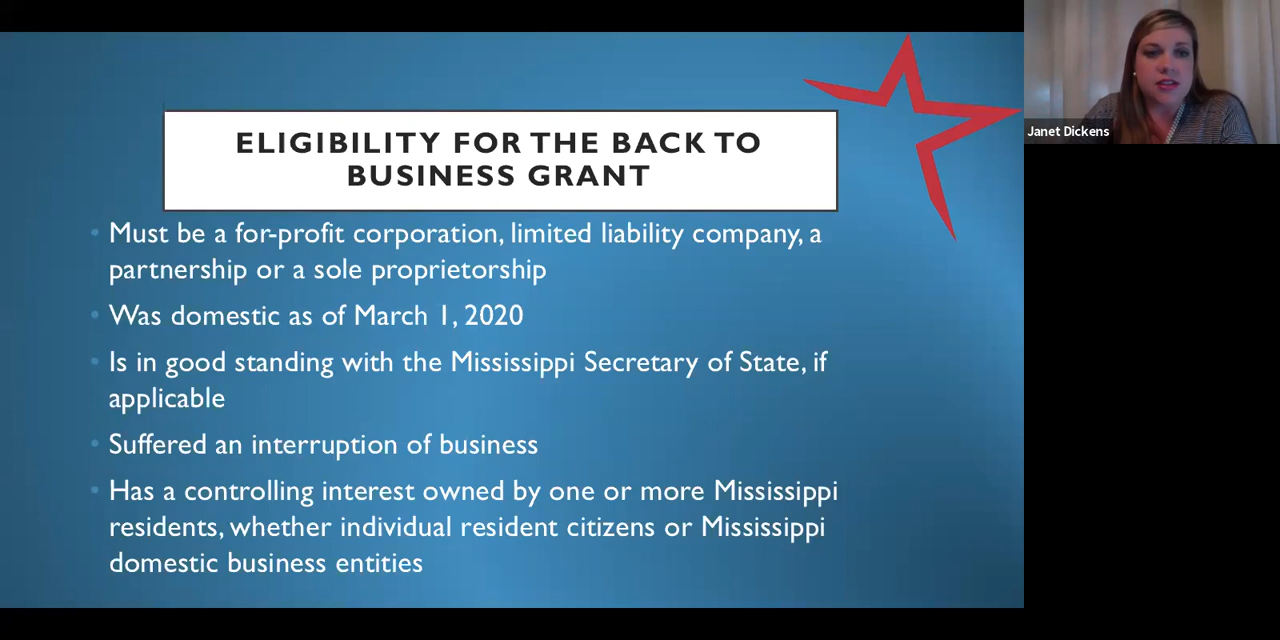 ELIGIBILITY FOR THE BACK TO
BUSINESS GRANT
• Must be a for-profit corporation, limited liability company, a
partnership or a sole proprietorship
• Was domestic as of March 1, 2020
• Is in good standing with the Mississippi Secretary of State, if
applicable
• Suffered an interruption of business
• Has a controlling interest owned by one or more Mississippi
residents, whether individual resident citizens or Mississippi
domestic business entities
Janet Dickens